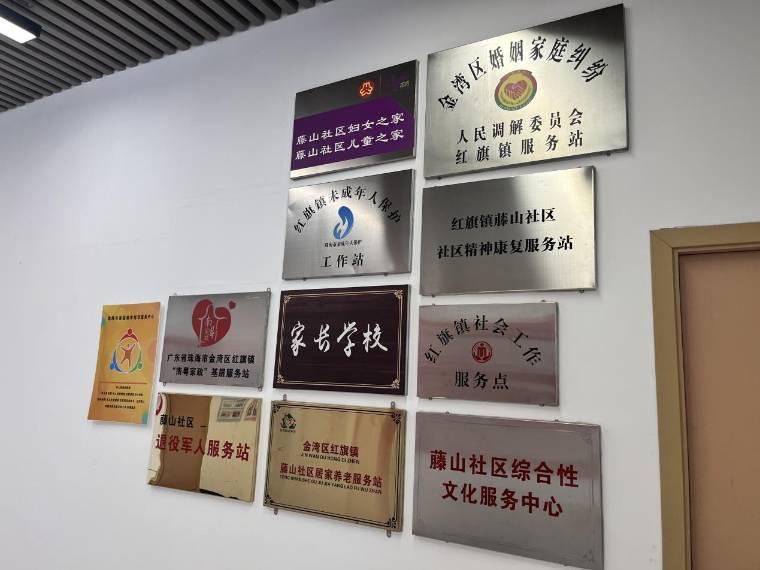 藤山社区妇女之家
藤山社区儿童之家
金湾区婚姻家庭纠纷
人民调解委员会
红旗镇服务站
红旗镇未成年人保护
工作站
红旗镇藤山社区
社区精神康复服务站
广东省珠海市金湾区红旗镇
“南粤家政”基层服务站
家长学校
红旗镇社会工作
服务点
藤山社区
退役军人服务站
金湾区红旗镇
JIN WAN QU HONG QI ZHEN
藤山社区居家养老服务站
藤山社区综合性
文化服务中心